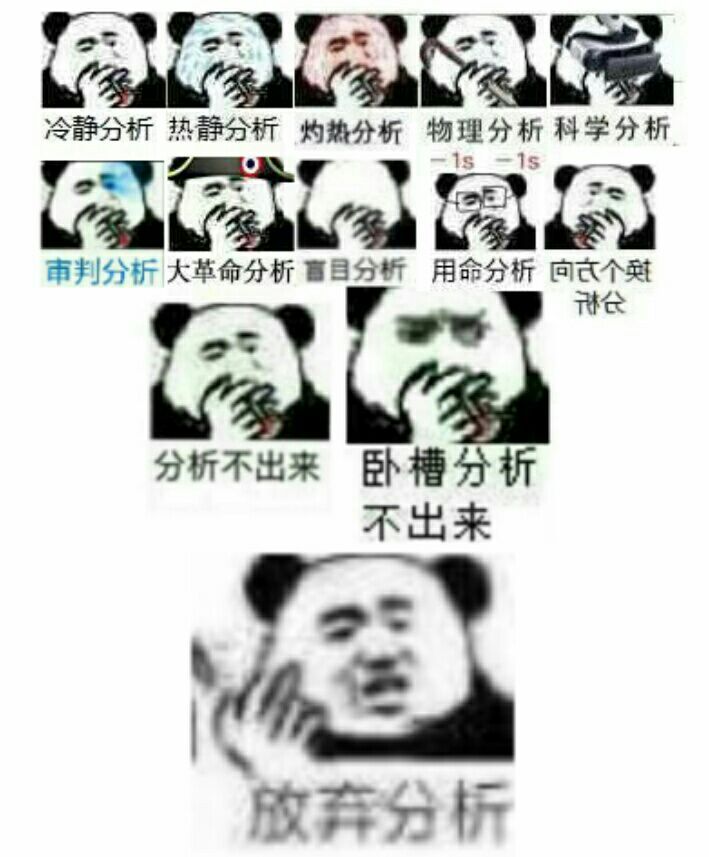 冷静分析 热静分析 灼热分析 物理分析 科学分析
-1s -1s
审判分析 大革命分析 盲目分析 用命分析 换个方向
分析
分析不出来
卧槽分析
不出来
放弃分析